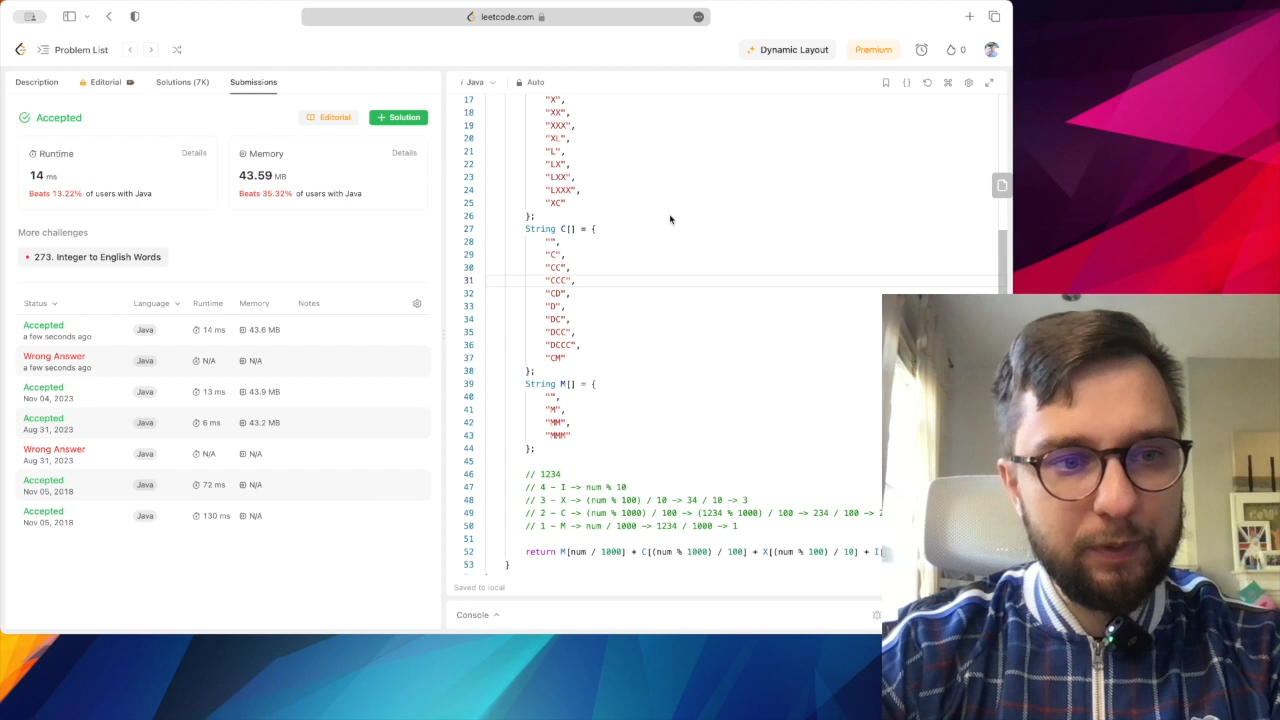 leetcode.com
Problem List
Dynamic Layout
Premium
0
Description
Editorial
Solutions (7K)
Submissions
Accepted
Editorial
+ Solution
Runtime
Details
14 ms
Beats 13.22% of users with Java
Memory
Details
43.59 MB
Beats 35.32% of users with Java
More challenges
273. Integer to English Words
Status
Language
Runtime
Memory
Notes
Accepted
a few seconds ago
Java
14 ms
43.6 MB
Wrong Answer
a few seconds ago
Java
N/A
N/A
Accepted
Nov 04, 2023
Java
13 ms
43.9 MB
Accepted
Aug 31, 2023
Java
6 ms
43.2 MB
Wrong Answer
Aug 31, 2023
Java
N/A
N/A
Accepted
Nov 05, 2018
Java
72 ms
N/A
Accepted
Nov 05, 2018
Java
130 ms
N/A
i Java
Auto
17 "X",
18 "XX",
19 "XXX",
20 "XL",
21 "L",
22 "LX",
23 "LXX",
24 "LXXX",
25 "XC"
26 };
27 String C[] = {
28 "",
29 "C",
30 "CC",
31 "CCC",
32 "CD",
33 "D",
34 "DC",
35 "DCC",
36 "DCCC",
37 "CM"
38 };
39 String M[] = {
40 "",
41 "M",
42 "MM",
43 "MMM"
44 };
45
46 // 1234
47 // 4 - I -> num % 10
48 // 3 - X -> (num % 100) / 10 -> 34 / 10 -> 3
49 // 2 - C -> (num % 1000) / 100 -> (1234 % 1000) / 100 -> 234 / 100 -> 2
50 // 1 - M -> num / 1000 -> 1234 / 1000 -> 1
51
52 return M[num / 1000] + C[(num % 1000) / 100] + X[(num % 100) / 10] + I[
53 }
Saved to local
Console